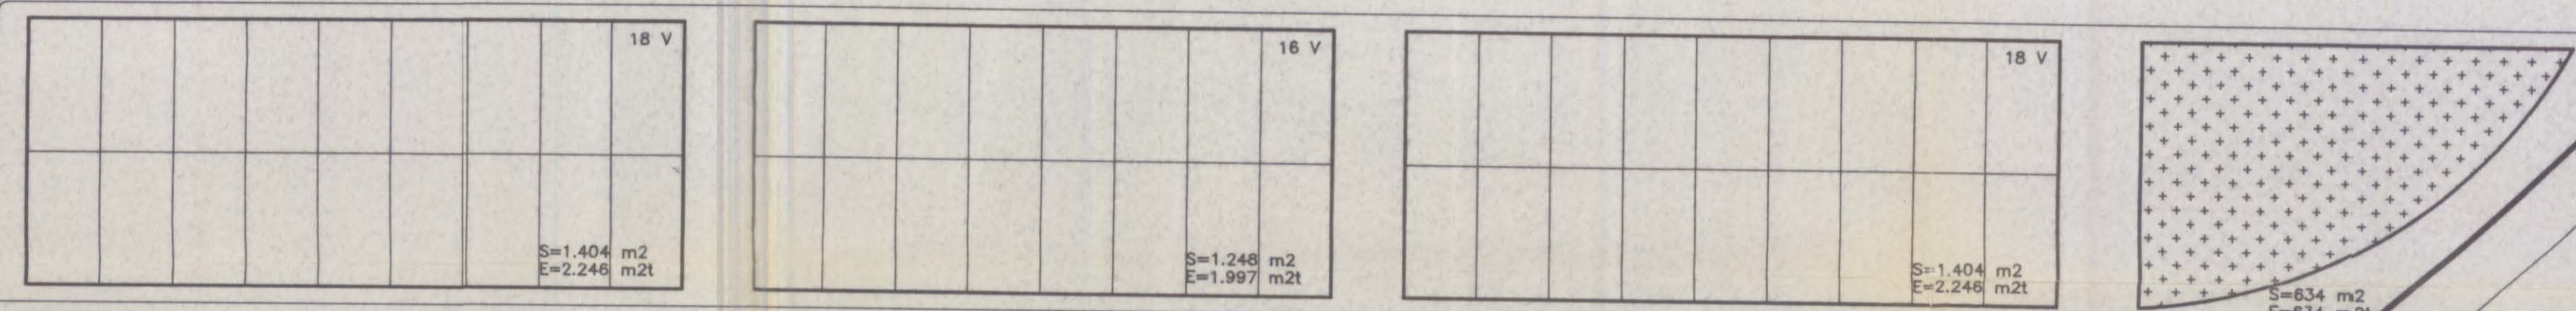 18 V
S=1.404 m2
E=2.246 m2t
16 V
S=1.248 m2
E=1.997 m2t
18 V
S=1.404 m2
E=2.246 m2t
S=634 m2